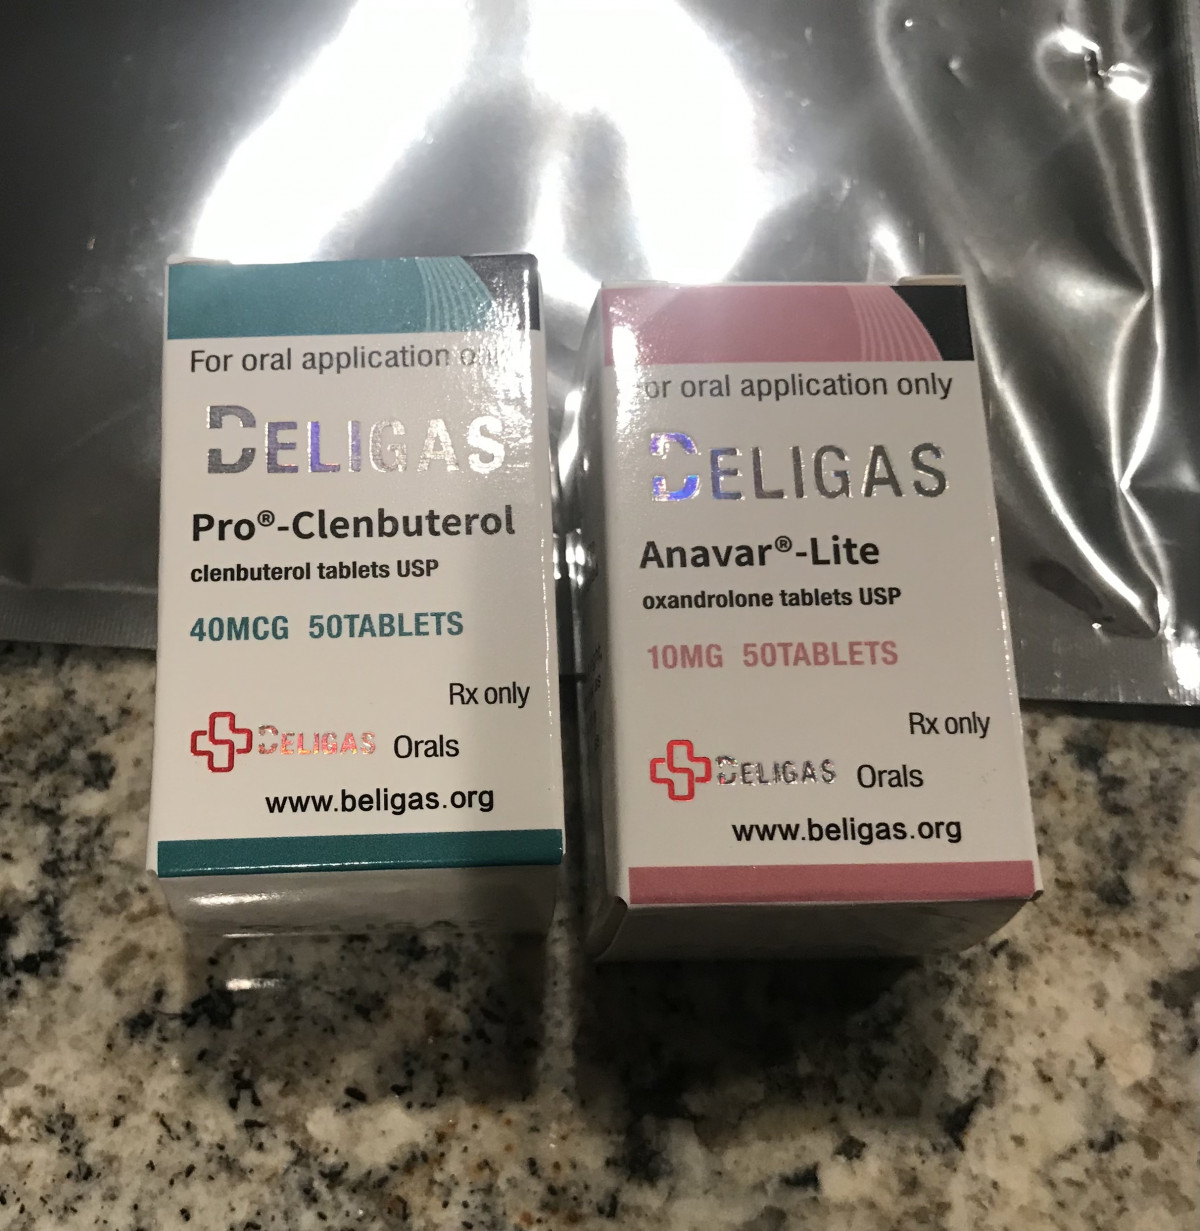 For oral application only
BELIGAS
Pro®-Clenbuterol
clenbuterol tablets USP
40MCG 50TABLETS
Rx only
BELIGAS Orals
www.beligas.org
or oral application only
BELIGAS
Anavar®-Lite
oxandrolone tablets USP
10MG 50TABLETS
Rx only
BELIGAS Orals
www.beligas.org